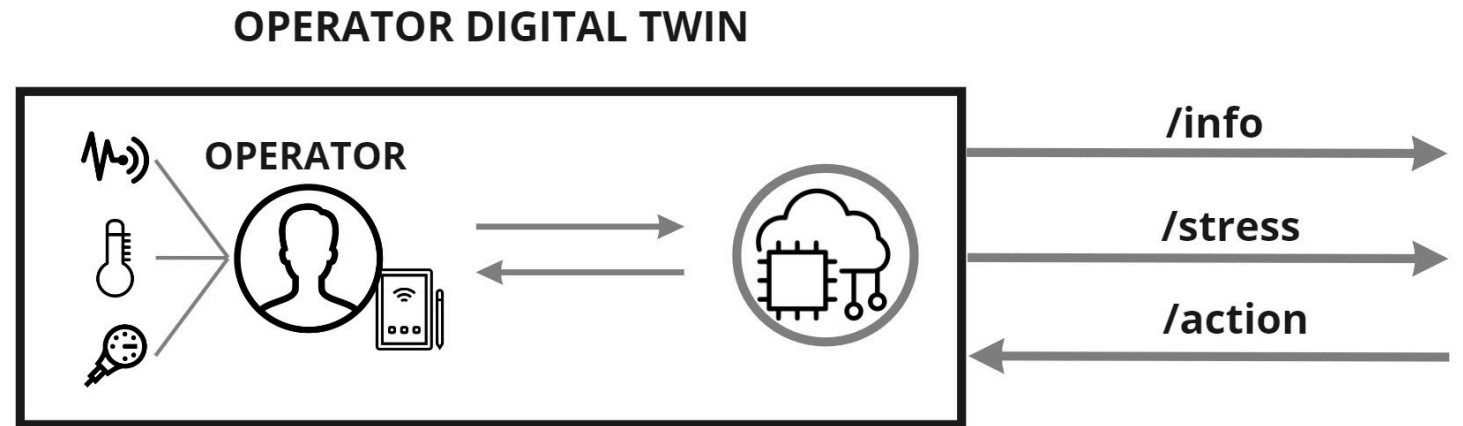 OPERATOR DIGITAL TWIN
OPERATOR
/info
/stress
/action